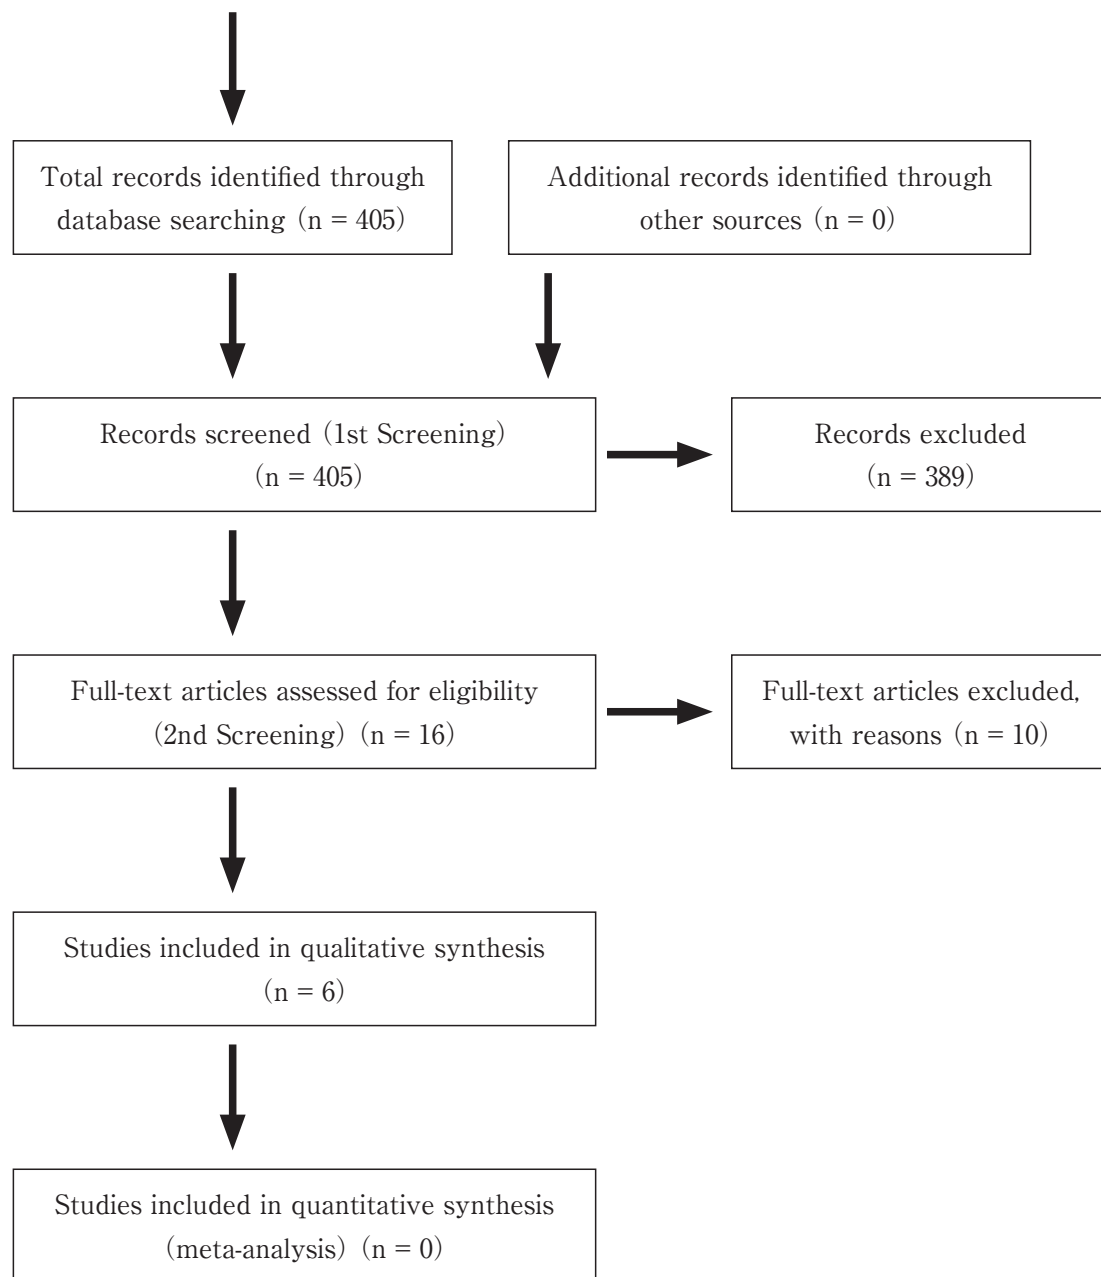 Total records identified through
database searching (n = 405)
Additional records identified through
other sources (n = 0)
Records screened (1st Screening)
(n = 405)
Records excluded
(n = 389)
Full-text articles assessed for eligibility
(2nd Screening) (n = 16)
Full-text articles excluded,
with reasons (n = 10)
Studies included in qualitative synthesis
(n = 6)
Studies included in quantitative synthesis
(meta-analysis) (n = 0)